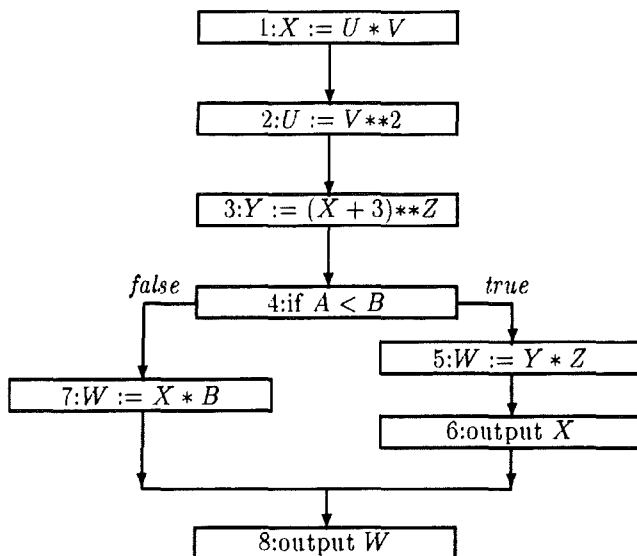 1:X := U * V
2:U := V**2
3:Y := (X + 3)**Z
false
true
4:if A < B
5:W := Y * Z
7:W := X * B
6:output X
8:output W